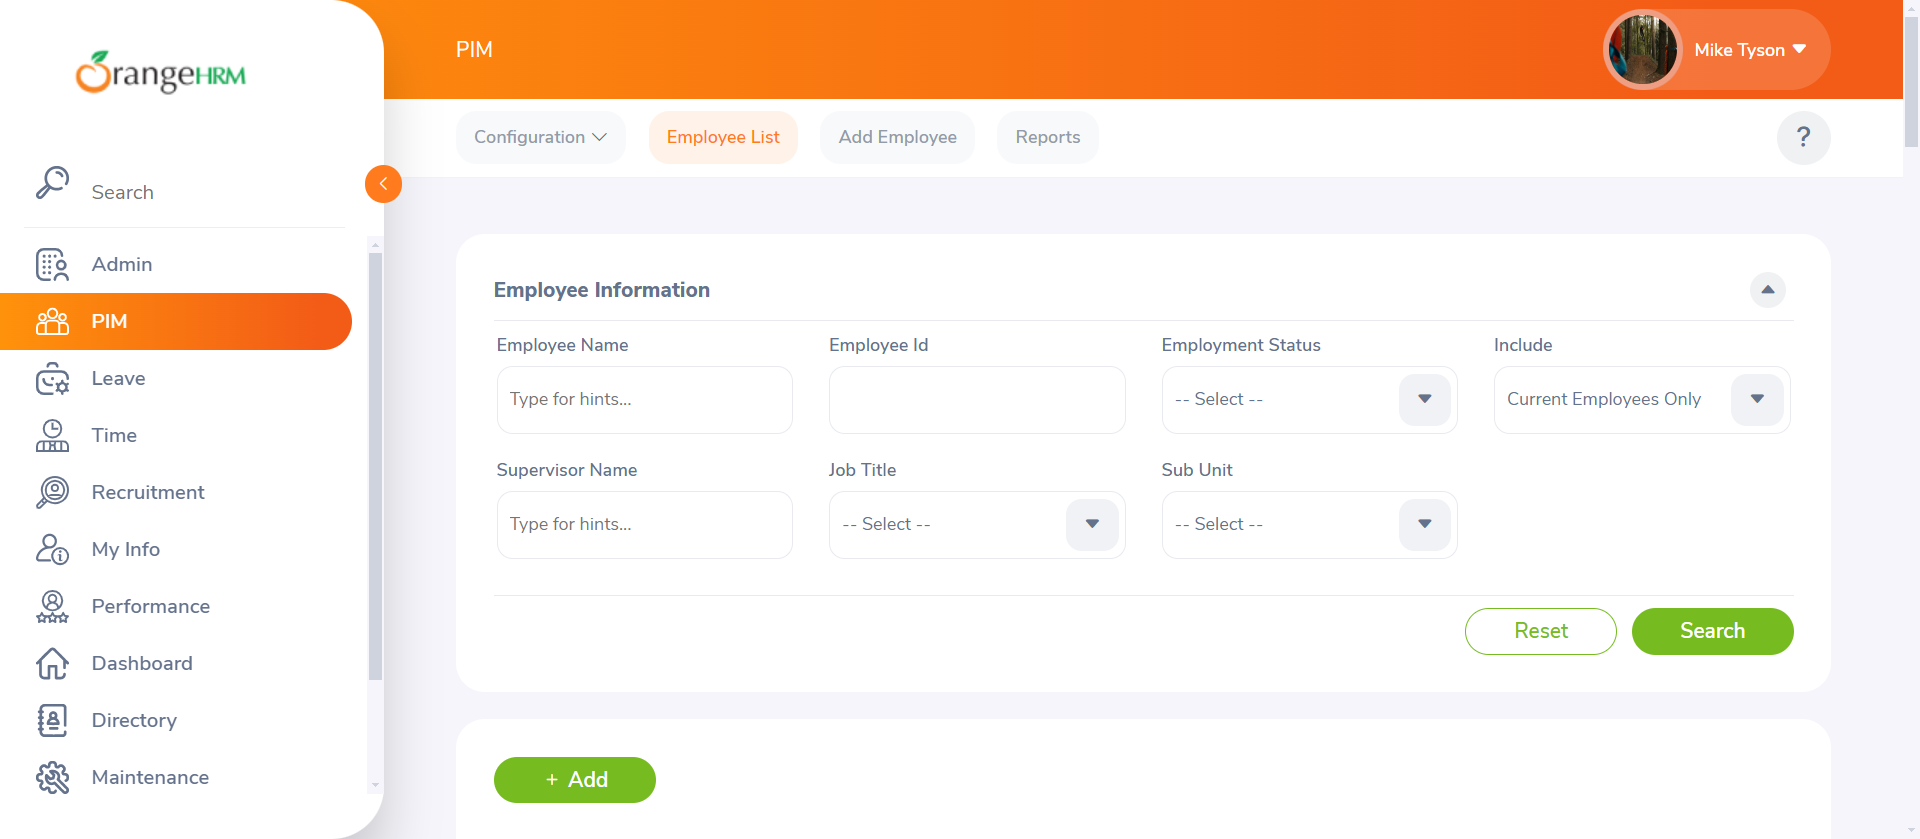 OrangeHRM
PIM
Mike Tyson
Search
Configuration
Employee List
Add Employee
Reports
?
Admin
PIM
Leave
Time
Recruitment
My Info
Performance
Dashboard
Directory
Maintenance
Employee Information
Employee Name
Employee Id
Employment Status
Include
Type for hints...
-- Select --
Current Employees Only
Supervisor Name
Job Title
Sub Unit
Type for hints...
-- Select --
-- Select --
Reset
Search
+ Add